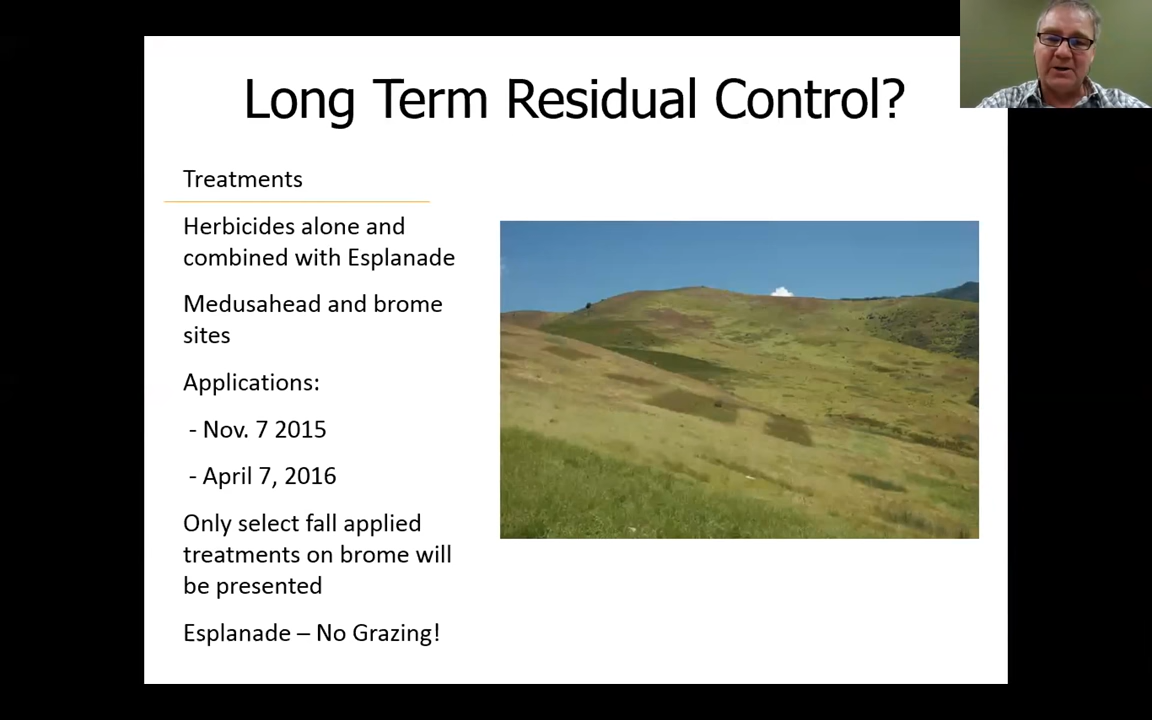 Long Term Residual Control?
Treatments
Herbicides alone and
combined with Esplanade
Medusahead and brome
sites
Applications:
- Nov. 7 2015
- April 7, 2016
Only select fall applied
treatments on brome will
be presented
Esplanade – No Grazing!